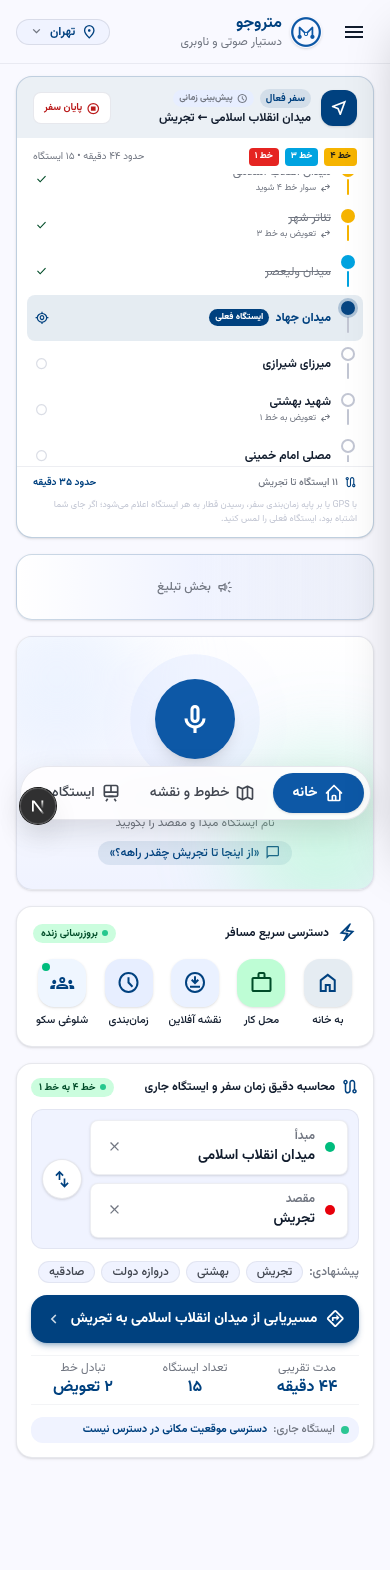 متروجو
دستیار صوتی و ناوبری
تهران
سفر فعال
پیش‌بینی زمانی
میدان انقلاب اسلامی ← تجریش
پایان سفر
خط ۴
خط ۳
خط ۱
حدود ۴۴ دقیقه • ۱۵ ایستگاه
میدان انقلاب اسلامی
سوار خط ۴ شوید
تئاتر شهر
تعویض به خط ۳
میدان ولیعصر
میدان جهاد
ایستگاه فعلی
میرزای شیرازی
شهید بهشتی
تعویض به خط ۱
مصلی امام خمینی
۱۱ ایستگاه تا تجریش
حدود ۳۵ دقیقه
با GPS یا بر پایه زمان‌بندی سفر، رسیدن قطار به هر ایستگاه اعلام می‌شود؛ اگر جای شما
اشتباه بود، ایستگاه فعلی را لمس کنید.
بخش تبلیغ
خانه
خطوط و نقشه
ایستگاه
N
نام ایستگاه مبدأ و مقصد را بگویید
«از اینجا تا تجریش چقدر راهه؟»
دسترسی سریع مسافر
بروزرسانی زنده
به خانه
محل کار
نقشه آفلاین
زمان‌بندی
شلوغی سکو
محاسبه دقیق زمان سفر و ایستگاه جاری
خط ۴ به خط ۱
مبدأ
میدان انقلاب اسلامی
مقصد
تجریش
پیشنهادی:
تجریش
بهشتی
دروازه دولت
صادقیه
مسیریابی از میدان انقلاب اسلامی به تجریش
مدت تقریبی
۴۴ دقیقه
تعداد ایستگاه
۱۵
تبادل خط
۲ تعویض
ایستگاه جاری: دسترسی موقعیت مکانی در دسترس نیست